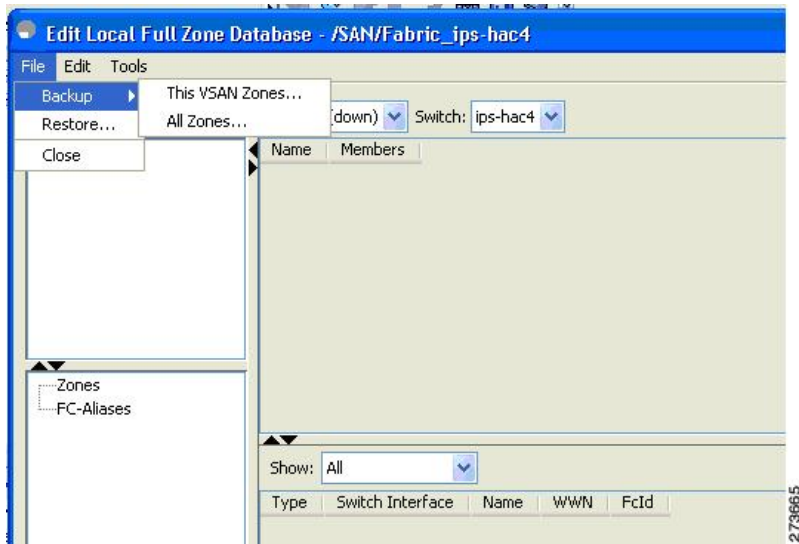 Edit Local Full Zone Database - /SAN/Fabric_ips-hac4
File Edit Tools
Backup This VSAN Zones...
Restore... All Zones...
Close
(down) Switch: ips-hac4
Name Members
Zones
FC-Aliases
Show: All
Type Switch Interface Name WWN FcId
273665